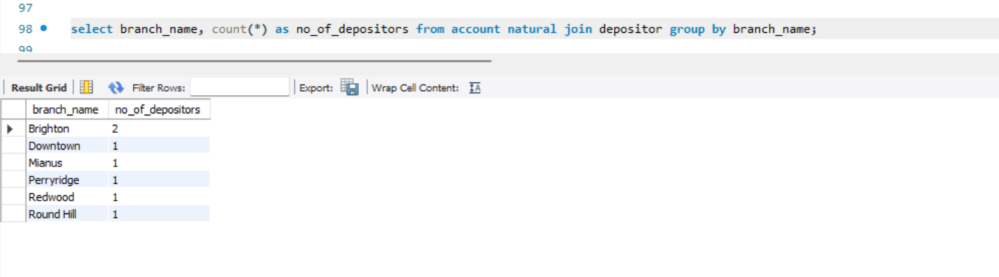 97
98 select branch_name, count(*) as no_of_depositors from account natural join depositor group by branch_name;
99
Result Grid Filter Rows: Export: Wrap Cell Content: IA
branch_name no_of_depositors
Brighton 2
Downtown 1
Mianus 1
Perryridge 1
Redwood 1
Round Hill 1